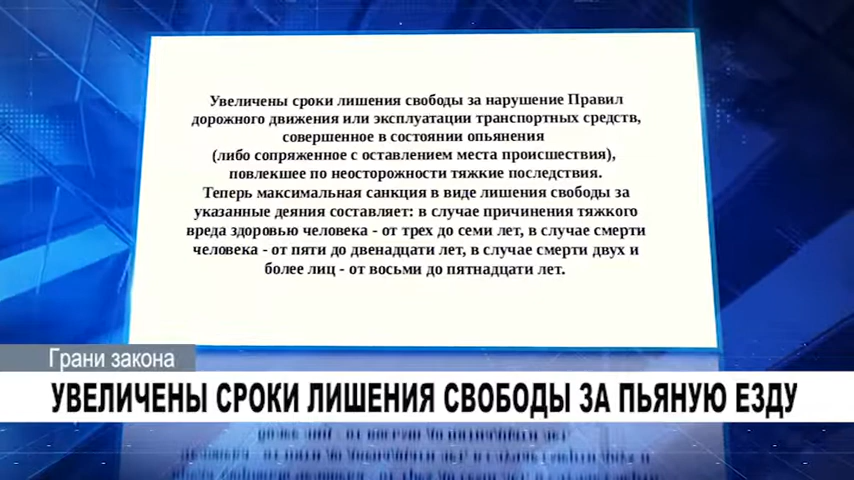 Увеличены сроки лишения свободы за нарушение Правил
дорожного движения или эксплуатации транспортных средств,
совершенное в состоянии опьянения
(либо сопряженное с оставлением места происшествия),
повлекшее по неосторожности тяжкие последствия.
Теперь максимальная санкция в виде лишения свободы за
указанные деяния составляет: в случае причинения тяжкого
вреда здоровью человека - от трех до семи лет, в случае смерти
человека - от пяти до двенадцати лет, в случае смерти двух и
более лиц - от восьми до пятнадцати лет.
Грани закона
УВЕЛИЧЕНЫ СРОКИ ЛИШЕНИЯ СВОБОДЫ ЗА ПЬЯНУЮ ЕЗДУ